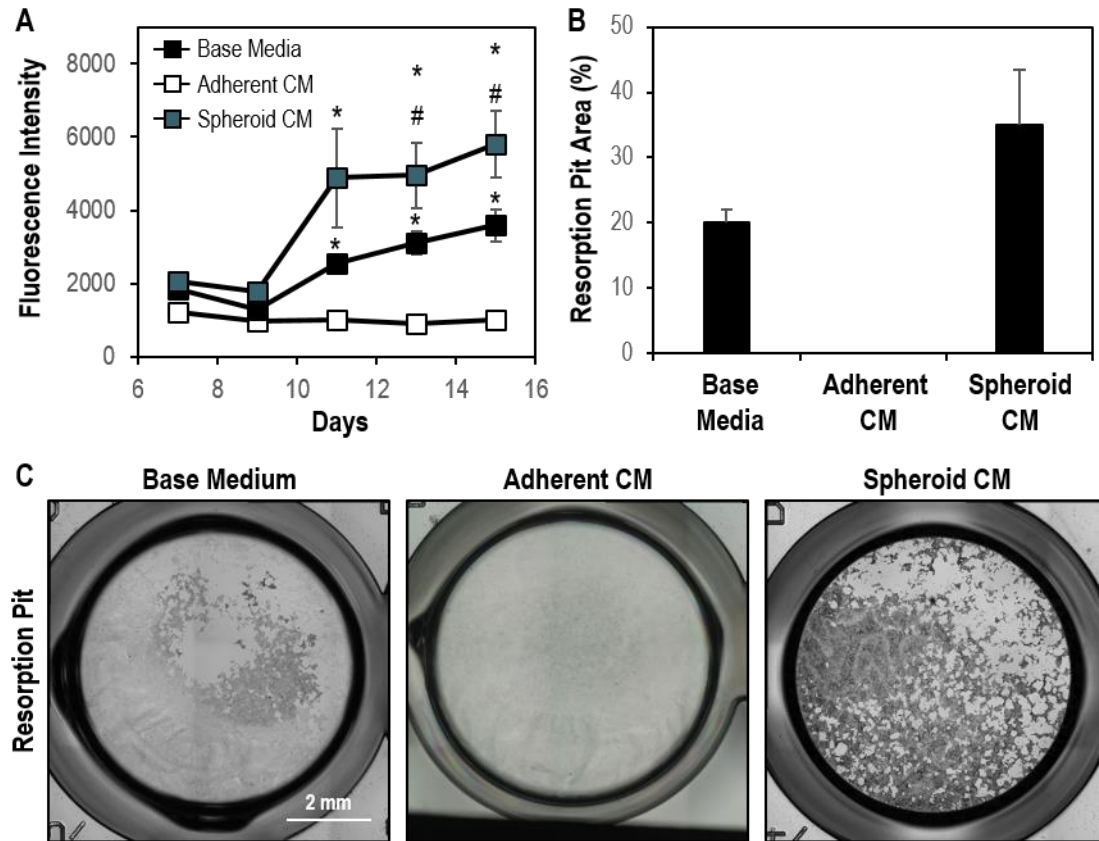 A
8000
6000
4000
2000
0
Fluorescence Intensity
Base Media
Adherent CM
Spheroid CM
*
*
*
#
*
*
#
*
6 8 10 12 14 16
Days
B
50
40
30
20
10
0
Resorption Pit Area (%)
Base Media
Adherent CM
Spheroid CM
C
Base Medium
Adherent CM
Spheroid CM
Resorption Pit
2 mm